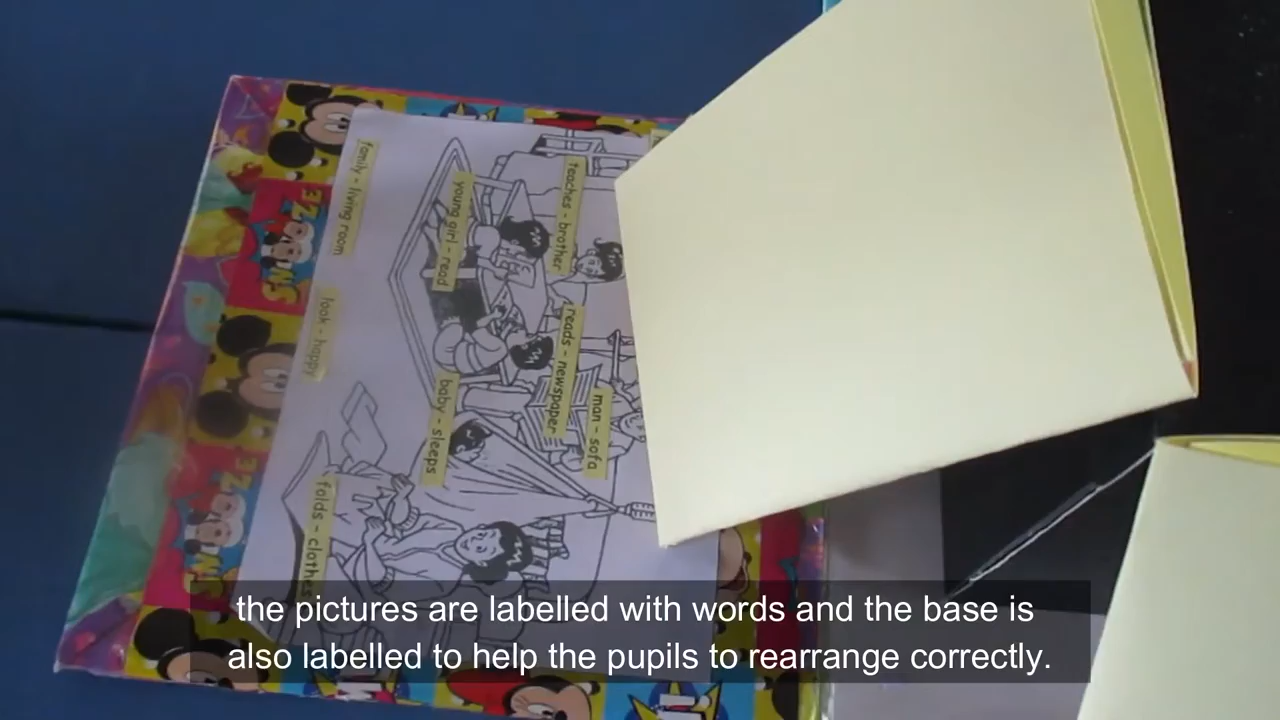 family - living room
look - happy
young girl - read
teaches - brother
reads - newspaper
man - sofa
baby - sleeps
folds - clothes
SNOOZE
the pictures are labelled with words and the base is
also labelled to help the pupils to rearrange correctly.